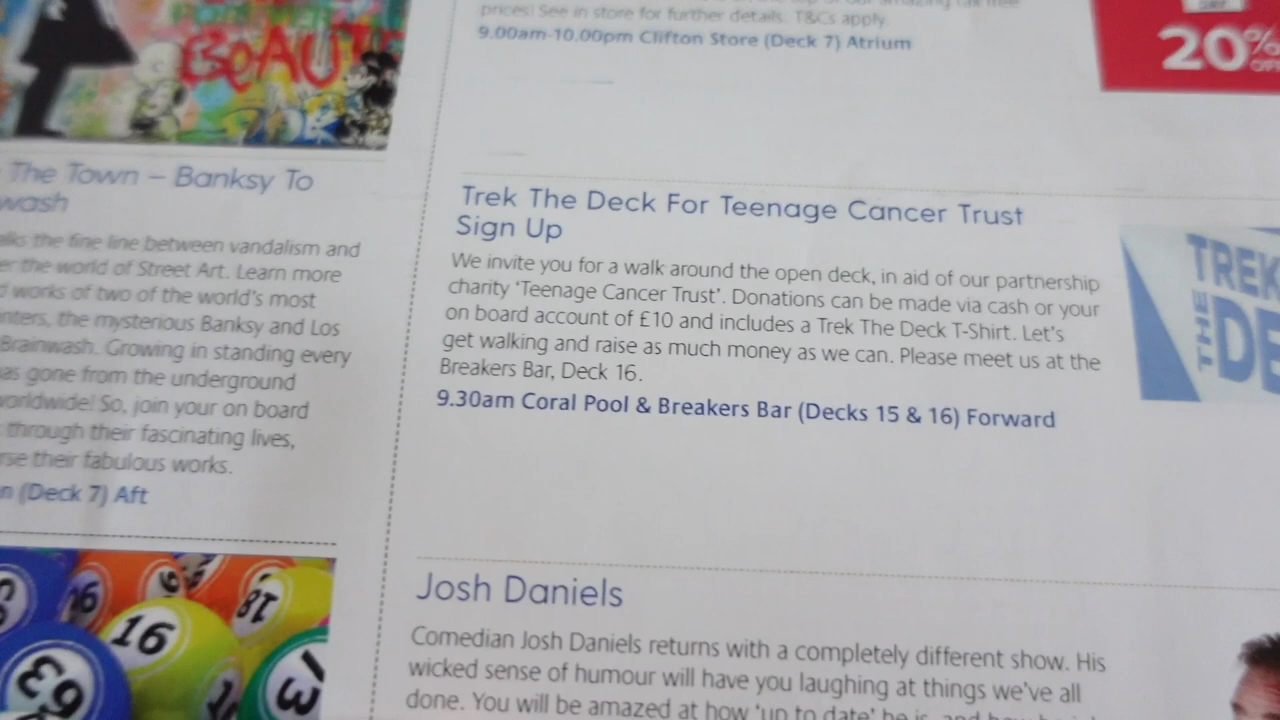 BeAU
The Town – Banksy To
wash
the fine line between vandalism and
the world of Street Art. Learn more
works of two of the world's most
the mysterious Banksy and Los
Brainwash. Growing in standing every
gone from the underground
worldwide! So, join your on board
through their fascinating lives,
their fabulous works.
(Deck 7) Aft
16
63
16
18
13
prices! See in store for further details. T&Cs apply.
9.00am-10.00pm Clifton Store (Deck 7) Atrium
20%
OFF
Trek The Deck For Teenage Cancer Trust
Sign Up
We invite you for a walk around the open deck, in aid of our partnership
charity 'Teenage Cancer Trust'. Donations can be made via cash or your
on board account of £10 and includes a Trek The Deck T-Shirt. Let's
get walking and raise as much money as we can. Please meet us at the
Breakers Bar, Deck 16.
9.30am Coral Pool & Breakers Bar (Decks 15 & 16) Forward
TREK
THE
DE
Josh Daniels
Comedian Josh Daniels returns with a completely different show. His
wicked sense of humour will have you laughing at things we've all
done. You will be amazed at how 'up to date' he is, and how